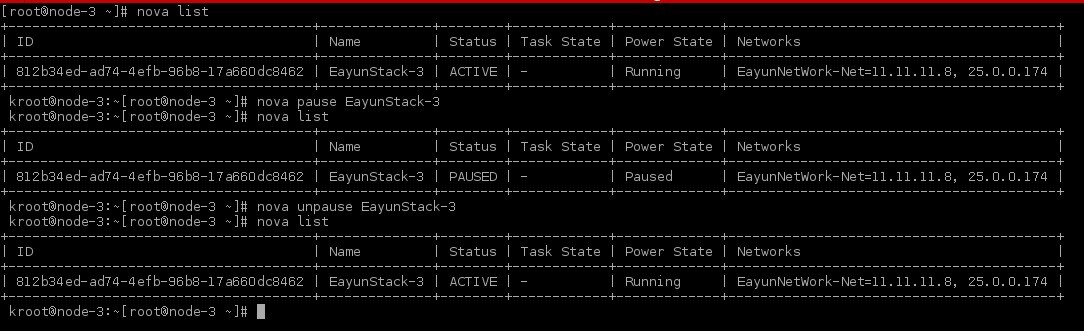 [root@node-3 ~]# nova list
+--------------------------------------+--------------+--------+------------+-------------+----------------------------------------+
| ID                                   | Name         | Status | Task State | Power State | Networks                               |
+--------------------------------------+--------------+--------+------------+-------------+----------------------------------------+
| 812b34ed-ad74-4efb-96b8-17a660dc8462 | EayunStack-3 | ACTIVE | -          | Running     | EayunNetWork-Net=11.11.11.8, 25.0.0.174 |
+--------------------------------------+--------------+--------+------------+-------------+----------------------------------------+
kroot@node-3:~[root@node-3 ~]# nova pause EayunStack-3
kroot@node-3:~[root@node-3 ~]# nova list
+--------------------------------------+--------------+--------+------------+-------------+----------------------------------------+
| ID                                   | Name         | Status | Task State | Power State | Networks                               |
+--------------------------------------+--------------+--------+------------+-------------+----------------------------------------+
| 812b34ed-ad74-4efb-96b8-17a660dc8462 | EayunStack-3 | PAUSED | -          | Paused      | EayunNetWork-Net=11.11.11.8, 25.0.0.174 |
+--------------------------------------+--------------+--------+------------+-------------+----------------------------------------+
kroot@node-3:~[root@node-3 ~]# nova unpause EayunStack-3
kroot@node-3:~[root@node-3 ~]# nova list
+--------------------------------------+--------------+--------+------------+-------------+----------------------------------------+
| ID                                   | Name         | Status | Task State | Power State | Networks                               |
+--------------------------------------+--------------+--------+------------+-------------+----------------------------------------+
| 812b34ed-ad74-4efb-96b8-17a660dc8462 | EayunStack-3 | ACTIVE | -          | Running     | EayunNetWork-Net=11.11.11.8, 25.0.0.174 |
+--------------------------------------+--------------+--------+------------+-------------+----------------------------------------+
kroot@node-3:~[root@node-3 ~]#